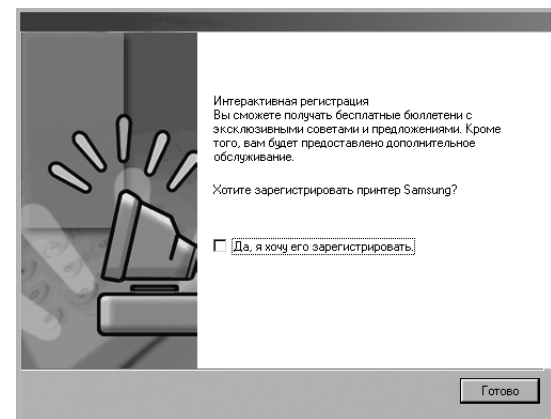 Интерактивная регистрация
Вы сможете получать бесплатные бюллетени с
эксклюзивными советами и предложениями. Кроме
того, вам будет предоставлено дополнительное
обслуживание.
Хотите зарегистрировать принтер Samsung?
Да, я хочу его зарегистрировать.
Готово